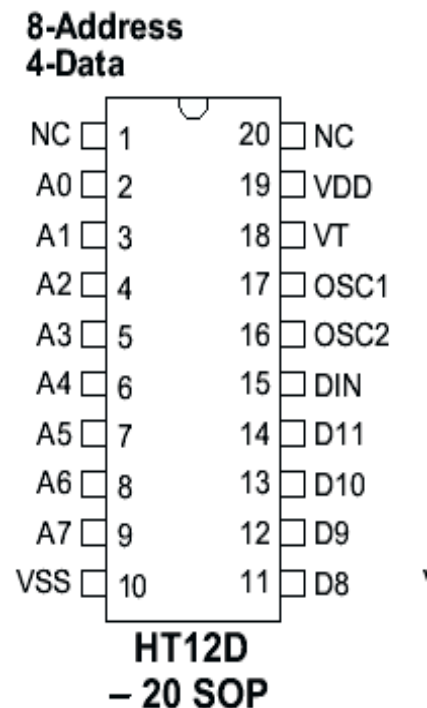 8-Address
4-Data
NC 1 20 NC
A0 2 19 VDD
A1 3 18 VT
A2 4 17 OSC1
A3 5 16 OSC2
A4 6 15 DIN
A5 7 14 D11
A6 8 13 D10
A7 9 12 D9
VSS 10 11 D8
HT12D
– 20 SOP